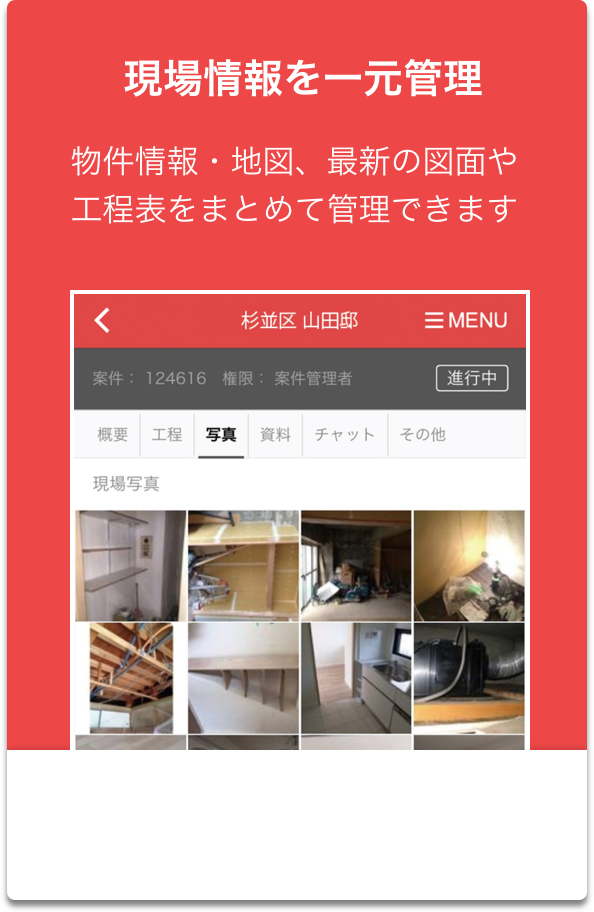 現場情報を一元管理
物件情報・地図、最新の図面や
工程表をまとめて管理できます
杉並区 山田邸
MENU
案件： 124616 権限： 案件管理者
進行中
概要 工程 写真 資料 チャット その他
現場写真